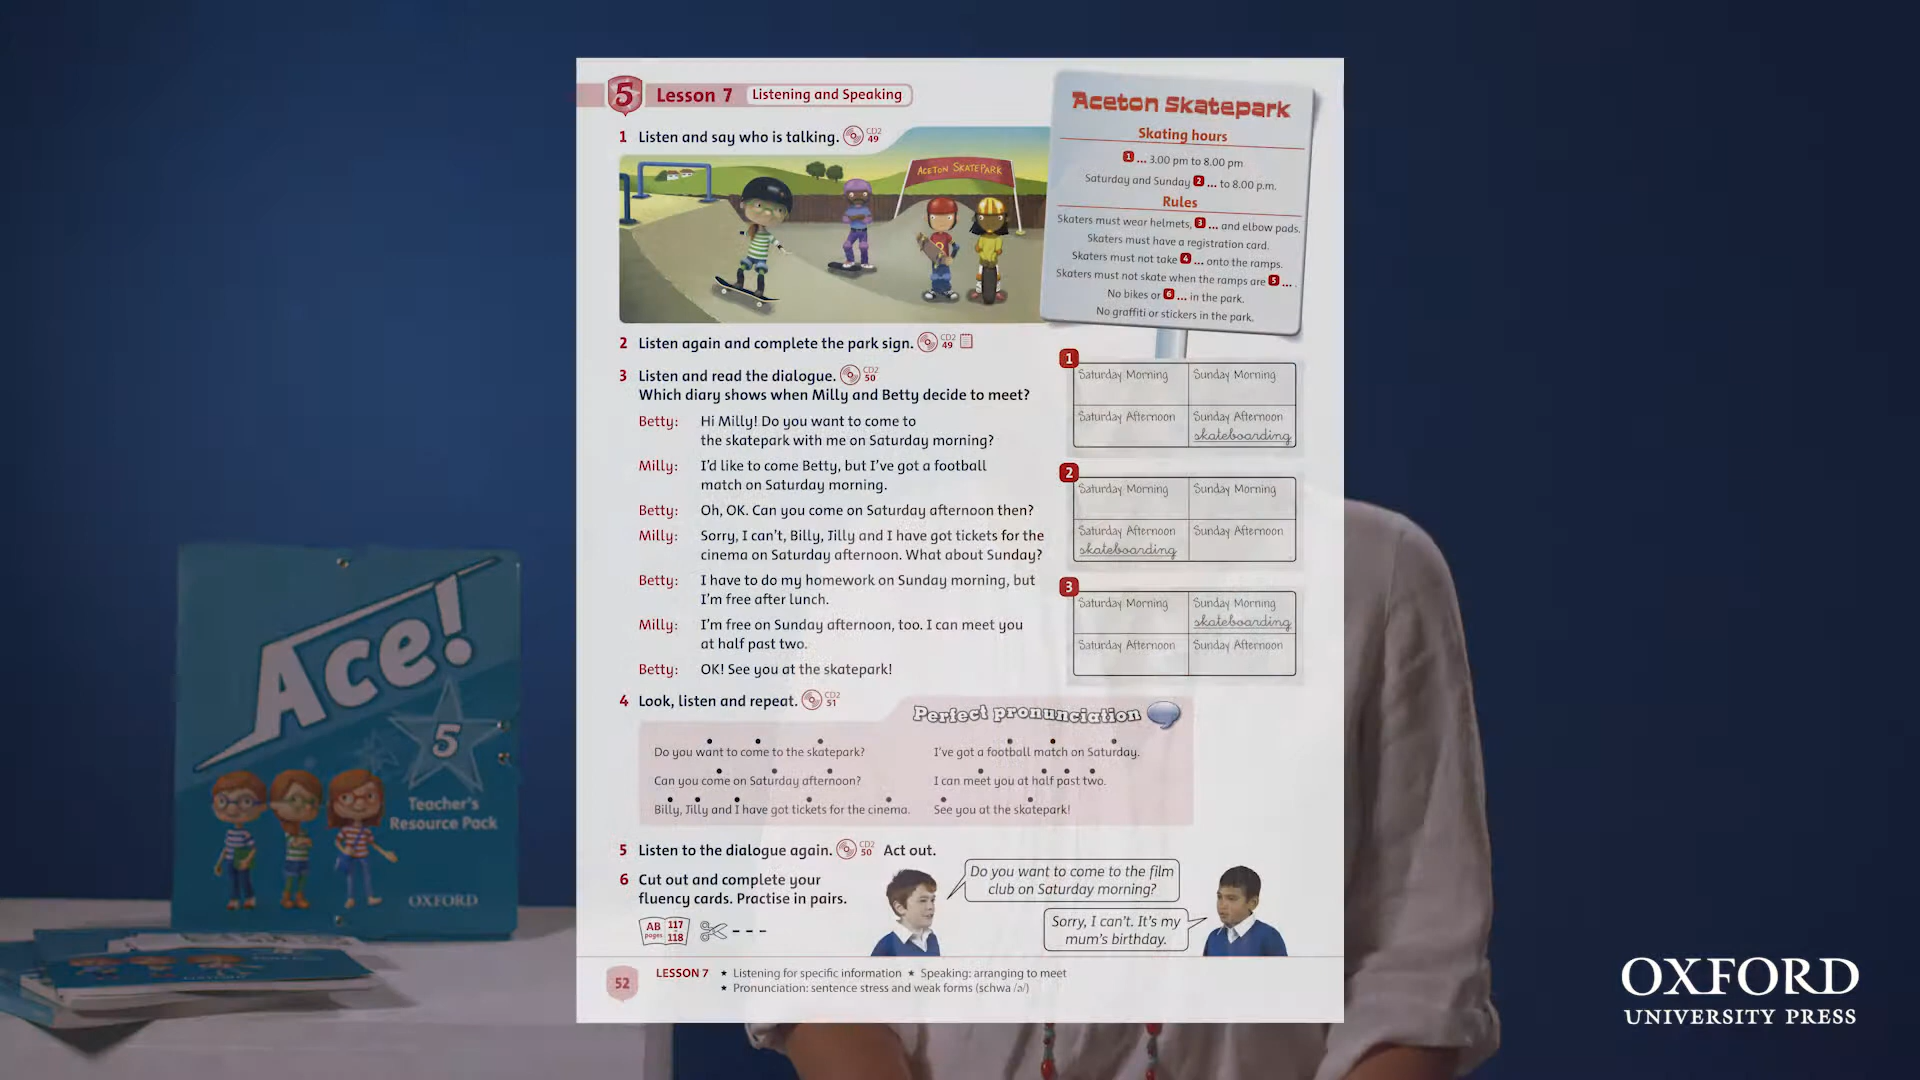 5 Lesson 7 Listening and Speaking
1 Listen and say who is talking. CD2 49
ACETON SKATEPARK
Aceton Skatepark
Skating hours
1 ... 3.00 pm to 8.00 pm
Saturday and Sunday 2 ... to 8.00 p.m.
Rules
Skaters must wear helmets, 3 ... and elbow pads.
Skaters must have a registration card.
Skaters must not take 4 ... onto the ramps.
Skaters must not skate when the ramps are 5 ... .
No bikes or 6 ... in the park.
No graffiti or stickers in the park.
2 Listen again and complete the park sign. CD2 49
3 Listen and read the dialogue. CD2 50
Which diary shows when Milly and Betty decide to meet?
Betty: Hi Milly! Do you want to come to
the skatepark with me on Saturday morning?
Milly: I'd like to come Betty, but I've got a football
match on Saturday morning.
Betty: Oh, OK. Can you come on Saturday afternoon then?
Milly: Sorry, I can't, Billy, Jilly and I have got tickets for the
cinema on Saturday afternoon. What about Sunday?
Betty: I have to do my homework on Sunday morning, but
I'm free after lunch.
Milly: I'm free on Sunday afternoon, too. I can meet you
at half past two.
Betty: OK! See you at the skatepark!
1
Saturday Morning Sunday Morning
Saturday Afternoon Sunday Afternoon
skateboarding
2
Saturday Morning Sunday Morning
Saturday Afternoon Sunday Afternoon
skateboarding
3
Saturday Morning Sunday Morning
skateboarding
Saturday Afternoon Sunday Afternoon
4 Look, listen and repeat. CD2 51
Perfect pronunciation
Do you want to come to the skatepark?
Can you come on Saturday afternoon?
Billy, Jilly and I have got tickets for the cinema.
I've got a football match on Saturday.
I can meet you at half past two.
See you at the skatepark!
5 Listen to the dialogue again. CD2 50 Act out.
6 Cut out and complete your
fluency cards. Practise in pairs.
AB pages 117 118
Do you want to come to the film
club on Saturday morning?
Sorry, I can't. It's my
mum's birthday.
52 LESSON 7 ★ Listening for specific information ★ Speaking: arranging to meet
★ Pronunciation: sentence stress and weak forms (schwa /ə/)
Ace!
5
Teacher's
Resource Pack
OXFORD
OXFORD
UNIVERSITY PRESS